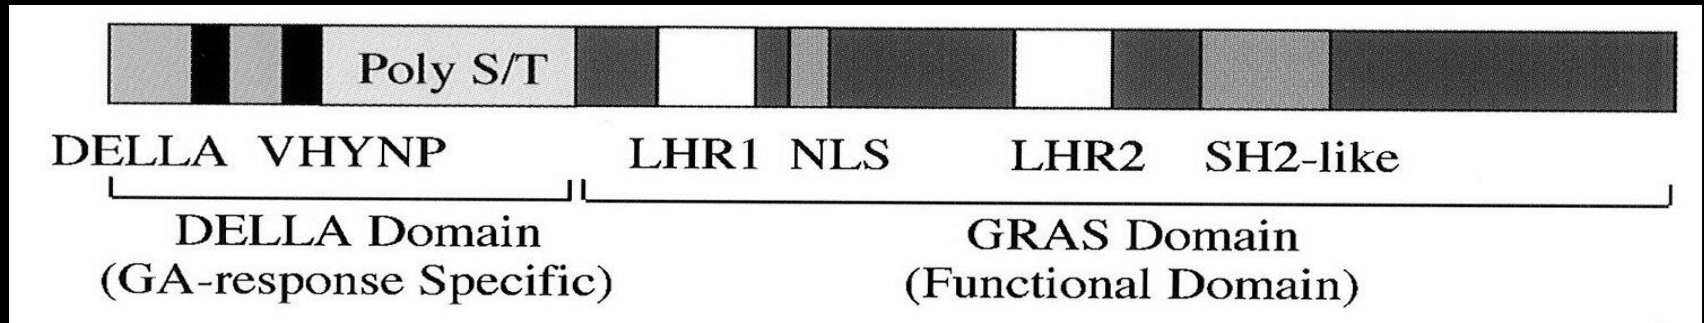 Poly S/T
DELLA VHYNP LHR1 NLS LHR2 SH2-like
DELLA Domain
(GA-response Specific)
GRAS Domain
(Functional Domain)